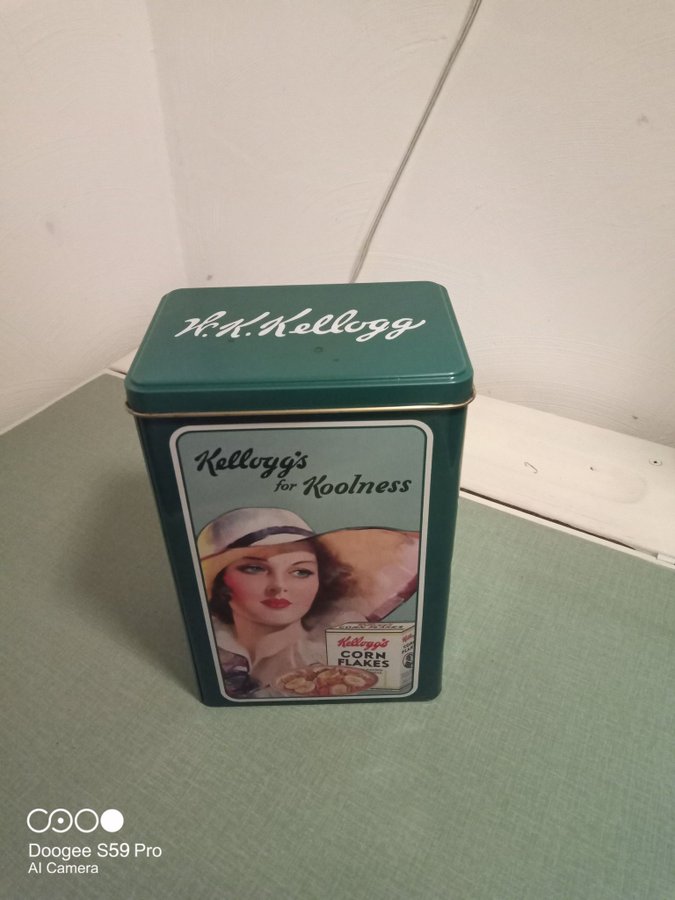 W.K.Kellogg
Kellogg's
for Koolness
Kellogg's
CORN
FLAKES
Doogee S59 Pro
AI Camera